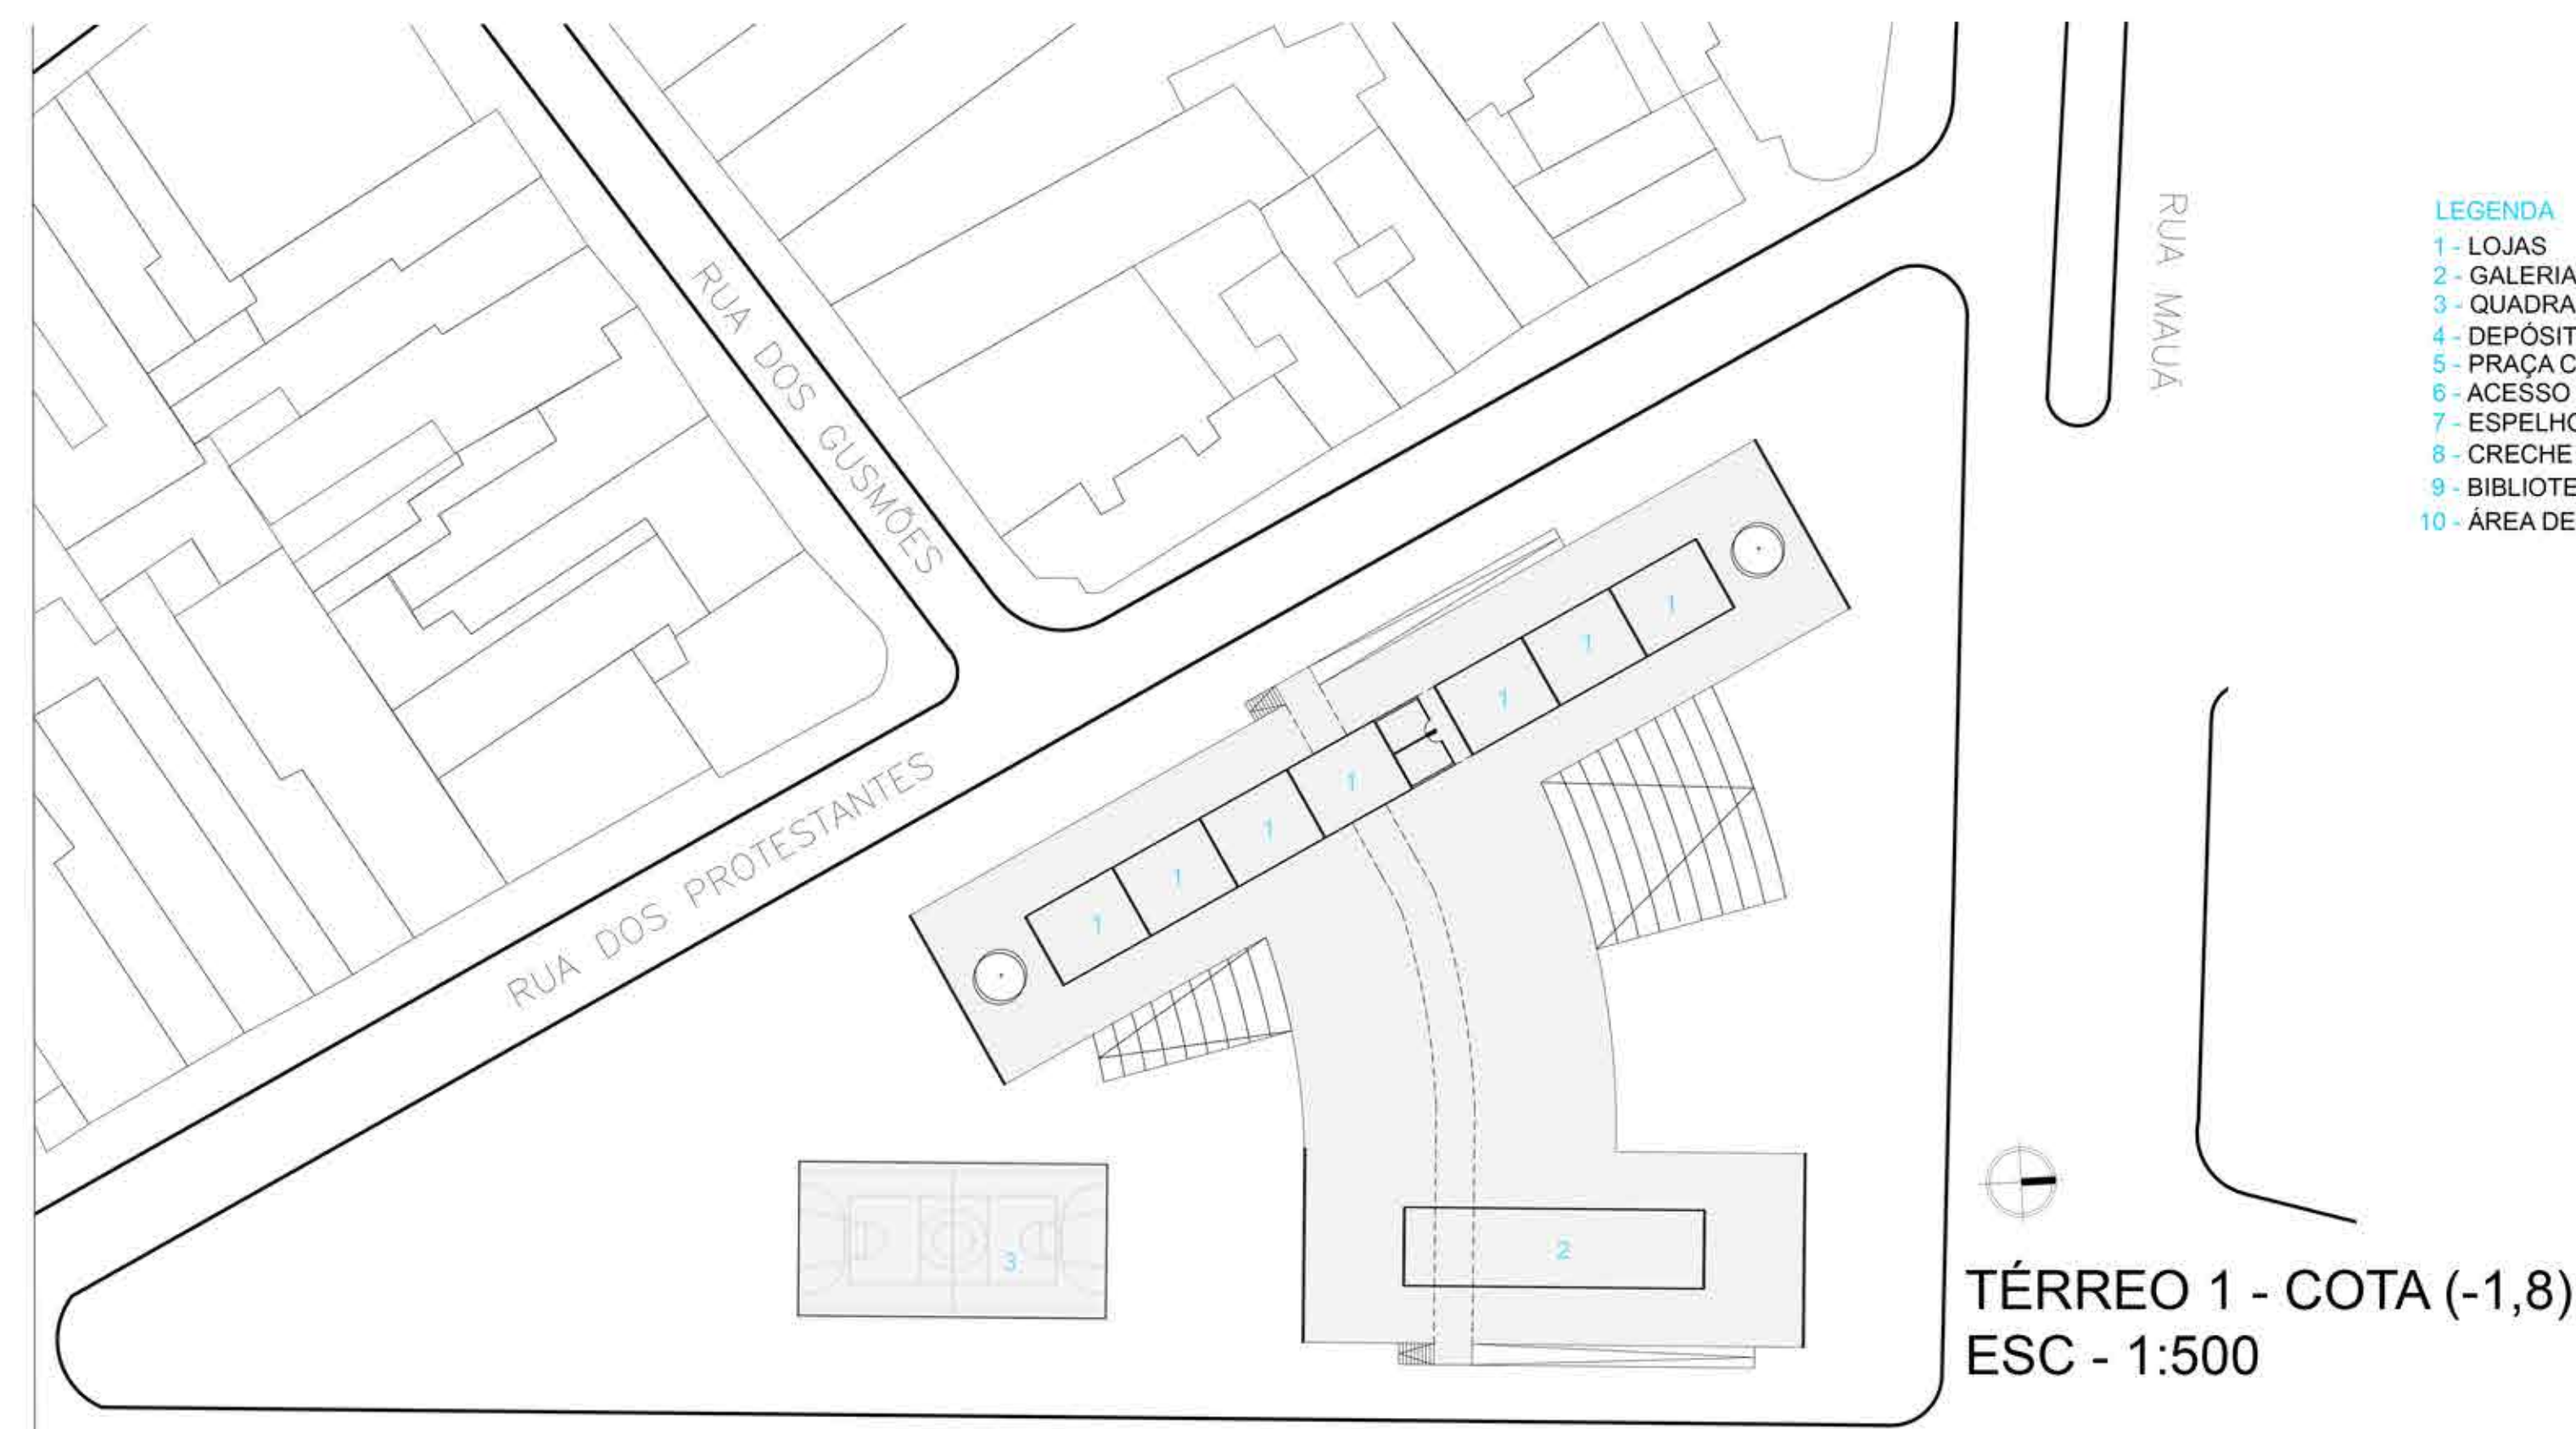 RUA DOS GUSMÕES
RUA DOS PROTESTANTES
RUA MAUÁ
LEGENDA
1 - LOJAS
2 - GALERIA
3 - QUADRA
4 - DEPÓSIT
5 - PRAÇA C
6 - ACESSO
7 - ESPELHO
8 - CRECHE
9 - BIBLIOTE
10 - ÁREA DE
1
1
1
1
1
1
1
2
3
TÉRREO 1 - COTA (-1,8)
ESC - 1:500